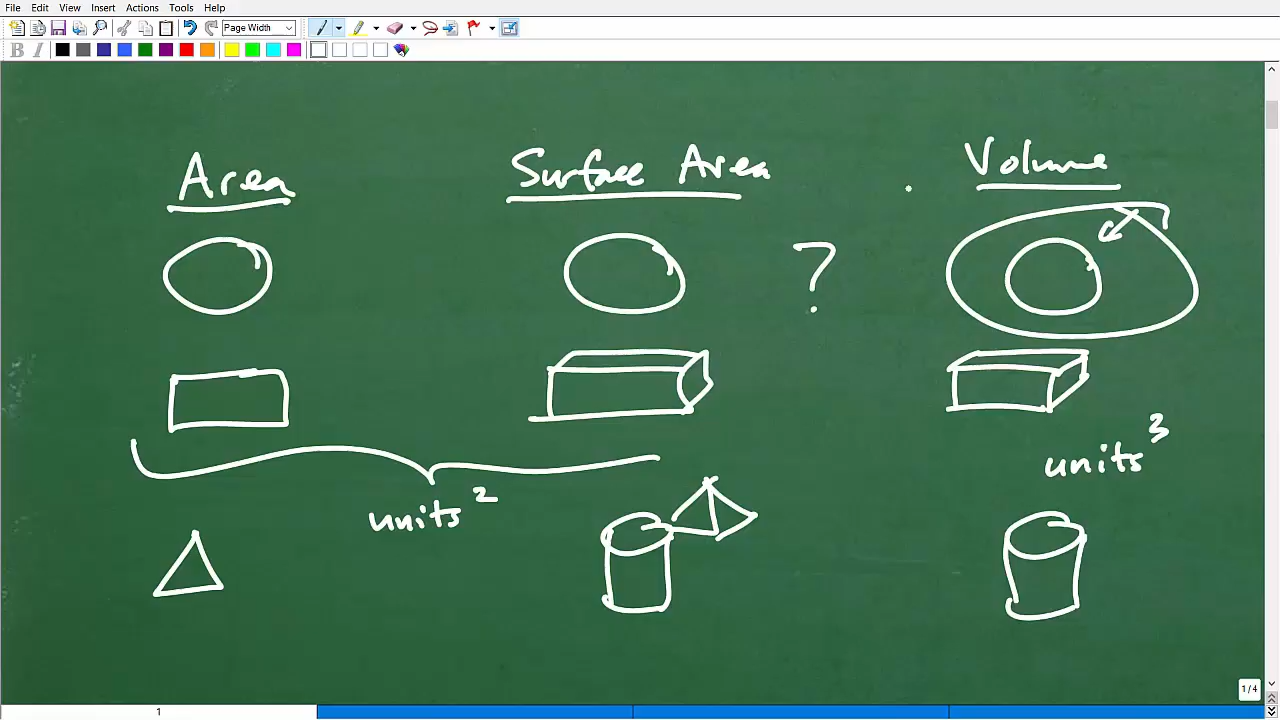 File Edit View Insert Actions Tools Help
Page Width
B I
Area Surface Area Volume
?
units³
units²
1/4
1